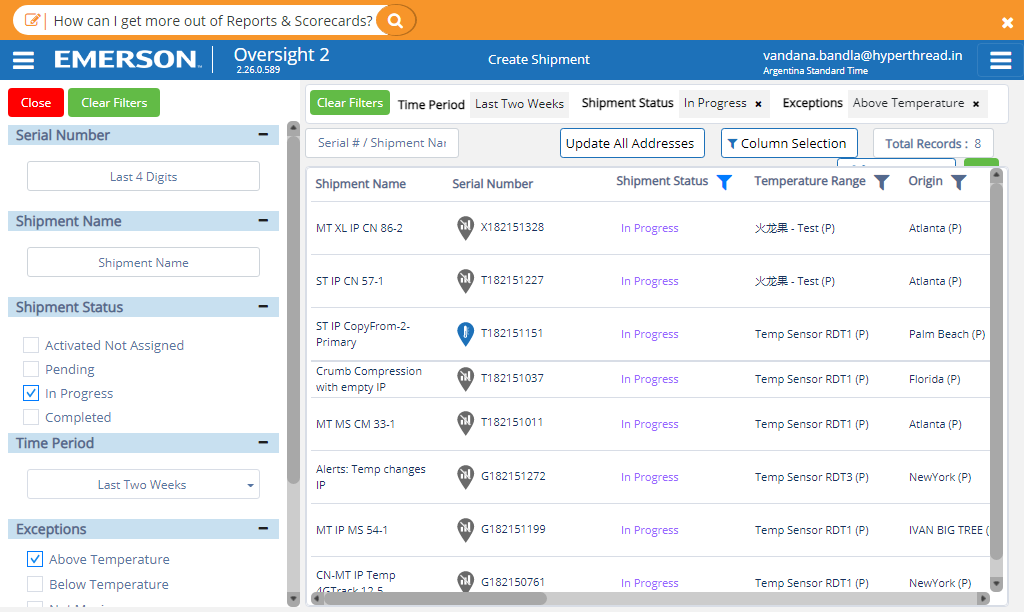 How can I get more out of Reports & Scorecards?
EMERSON
Oversight 2
2.26.0.589
Create Shipment
vandana.bandla@hyperthread.in
Argentina Standard Time
Close
Clear Filters
Serial Number
Last 4 Digits
Shipment Name
Shipment Name
Shipment Status
Activated Not Assigned
Pending
In Progress
Completed
Time Period
Last Two Weeks
Exceptions
Above Temperature
Below Temperature
Clear Filters
Time Period
Last Two Weeks
Shipment Status
In Progress ×
Exceptions
Above Temperature ×
Serial # / Shipment Nar
Update All Addresses
Column Selection
Total Records : 8
Shipment Name Serial Number Shipment Status Temperature Range Origin
MT XL IP CN 86-2 X182151328 In Progress 火龙果 - Test (P) Atlanta (P)
ST IP CN 57-1 T182151227 In Progress 火龙果 - Test (P) Atlanta (P)
ST IP CopyFrom-2-
Primary T182151151 In Progress Temp Sensor RDT1 (P) Palm Beach (P)
Crumb Compression
with empty IP T182151037 In Progress Temp Sensor RDT1 (P) Florida (P)
MT MS CM 33-1 T182151011 In Progress Temp Sensor RDT1 (P) Atlanta (P)
Alerts: Temp changes
IP G182151272 In Progress Temp Sensor RDT3 (P) NewYork (P)
MT IP MS 54-1 G182151199 In Progress Temp Sensor RDT1 (P) IVAN BIG TREE (
CN-MT IP Temp
4GTrack 12.5 G182150761 In Progress Temp Sensor RDT1 (P) NewYork (P)